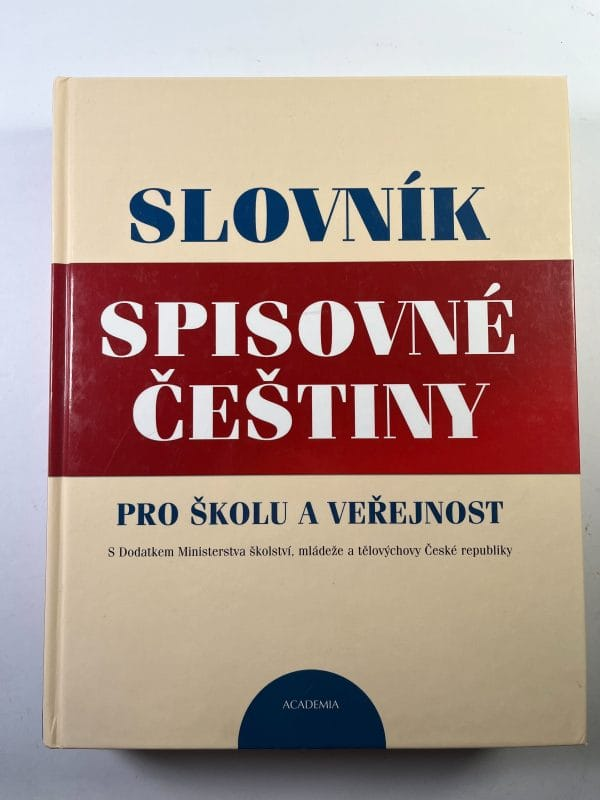 SLOVNÍK
SPISOVNÉ
ČEŠTINY
PRO ŠKOLU A VEŘEJNOST
S Dodatkem Ministerstva školství, mládeže a tělovýchovy České republiky
ACADEMIA